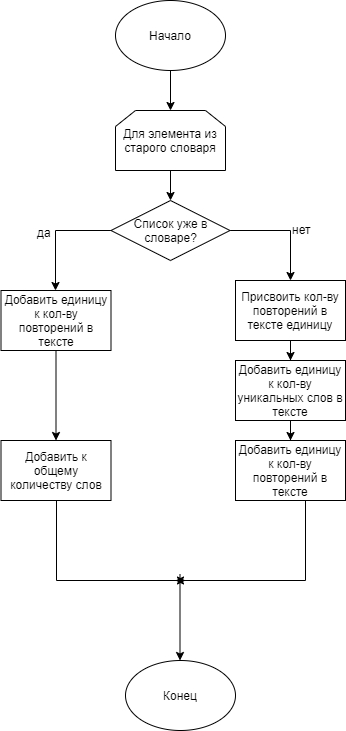 Начало
Для элемента из
старого словаря
Список уже в
словаре?
да
нет
Добавить единицу
к кол-ву
повторений в
тексте
Присвоить кол-ву
повторений в
тексте единицу
Добавить единицу
к кол-ву
уникальных слов в
тексте
Добавить к
общему
количеству слов
Добавить единицу
к кол-ву
повторений в
тексте
Конец